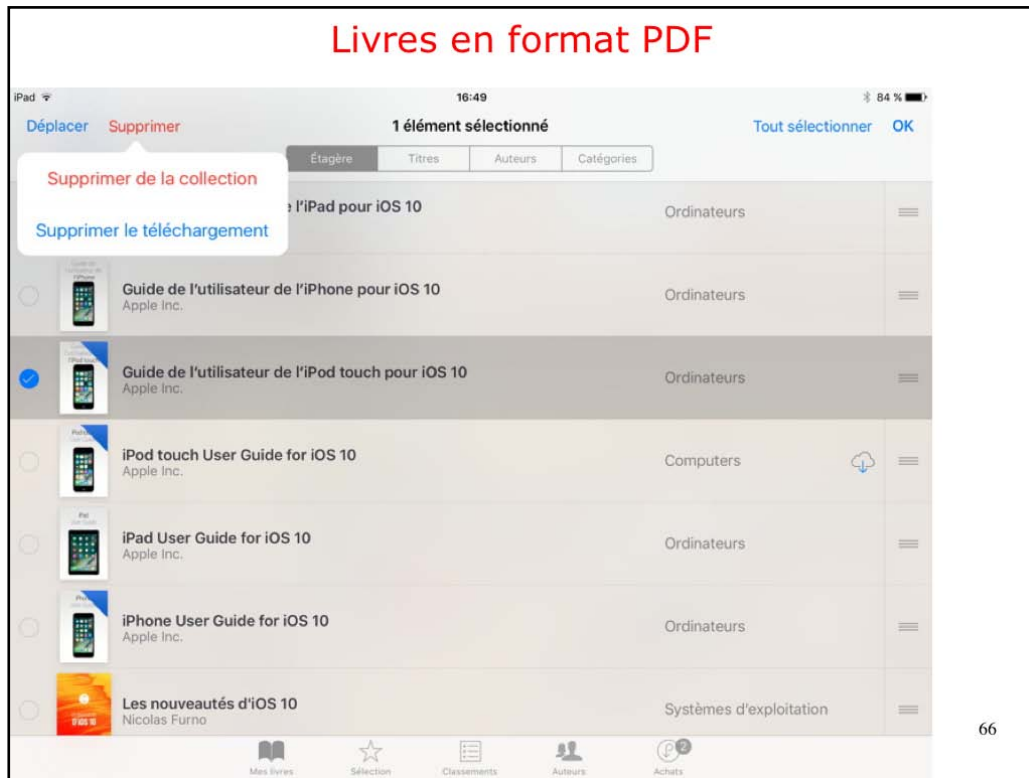 Livres en format PDF
iPad
16:49
84 %
Déplacer Supprimer
1 élément sélectionné
Tout sélectionner OK
Étagère Titres Auteurs Catégories
Supprimer de la collection
Supprimer le téléchargement
l'iPad pour iOS 10
Ordinateurs
Guide de l'utilisateur de l'iPhone pour iOS 10
Apple Inc.
Ordinateurs
Guide de l'utilisateur de l'iPod touch pour iOS 10
Apple Inc.
Ordinateurs
iPod touch User Guide for iOS 10
Apple Inc.
Computers
iPad User Guide for iOS 10
Apple Inc.
Ordinateurs
iPhone User Guide for iOS 10
Apple Inc.
Ordinateurs
Les nouveautés d'iOS 10
Nicolas Furno
Systèmes d'exploitation
66
Mes livres Sélection Classements Auteurs Achats
2